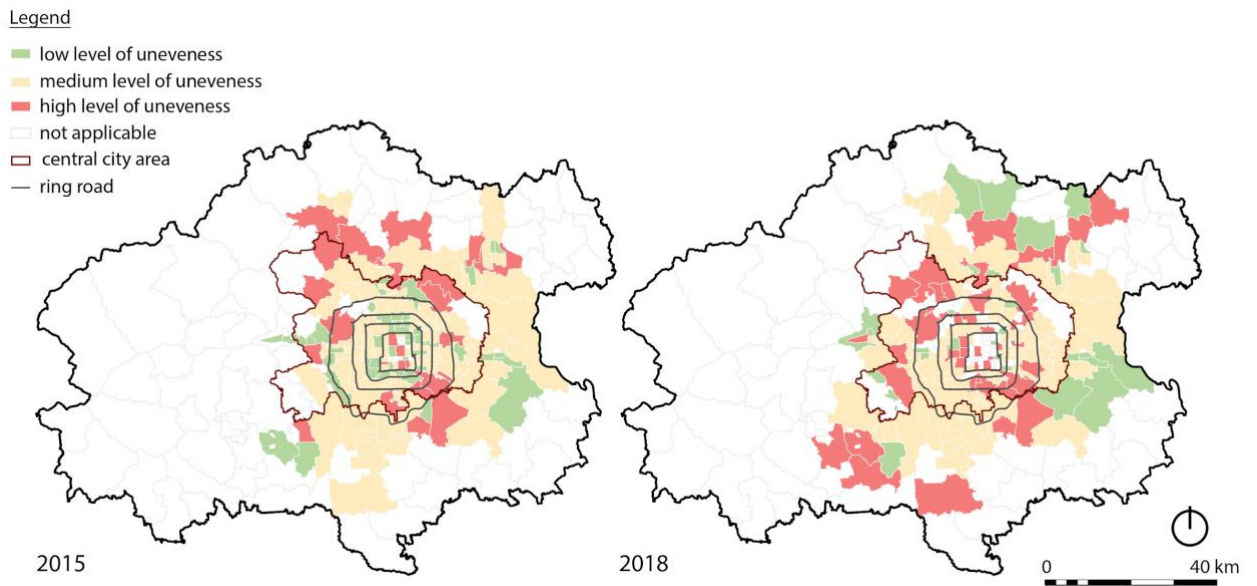 Legend
low level of uneveness
medium level of uneveness
high level of uneveness
not applicable
central city area
ring road
2015
2018
0
40 km